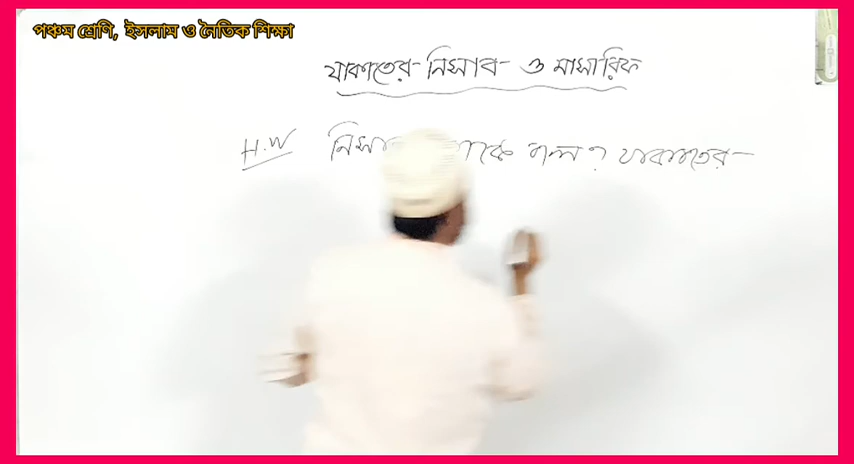 পঞ্চম শ্রেণি, ইসলাম ও নৈতিক শিক্ষা
যাকাতের নিসাব ও মাসারিফ
H.W কাকে বলে? যাকাতের